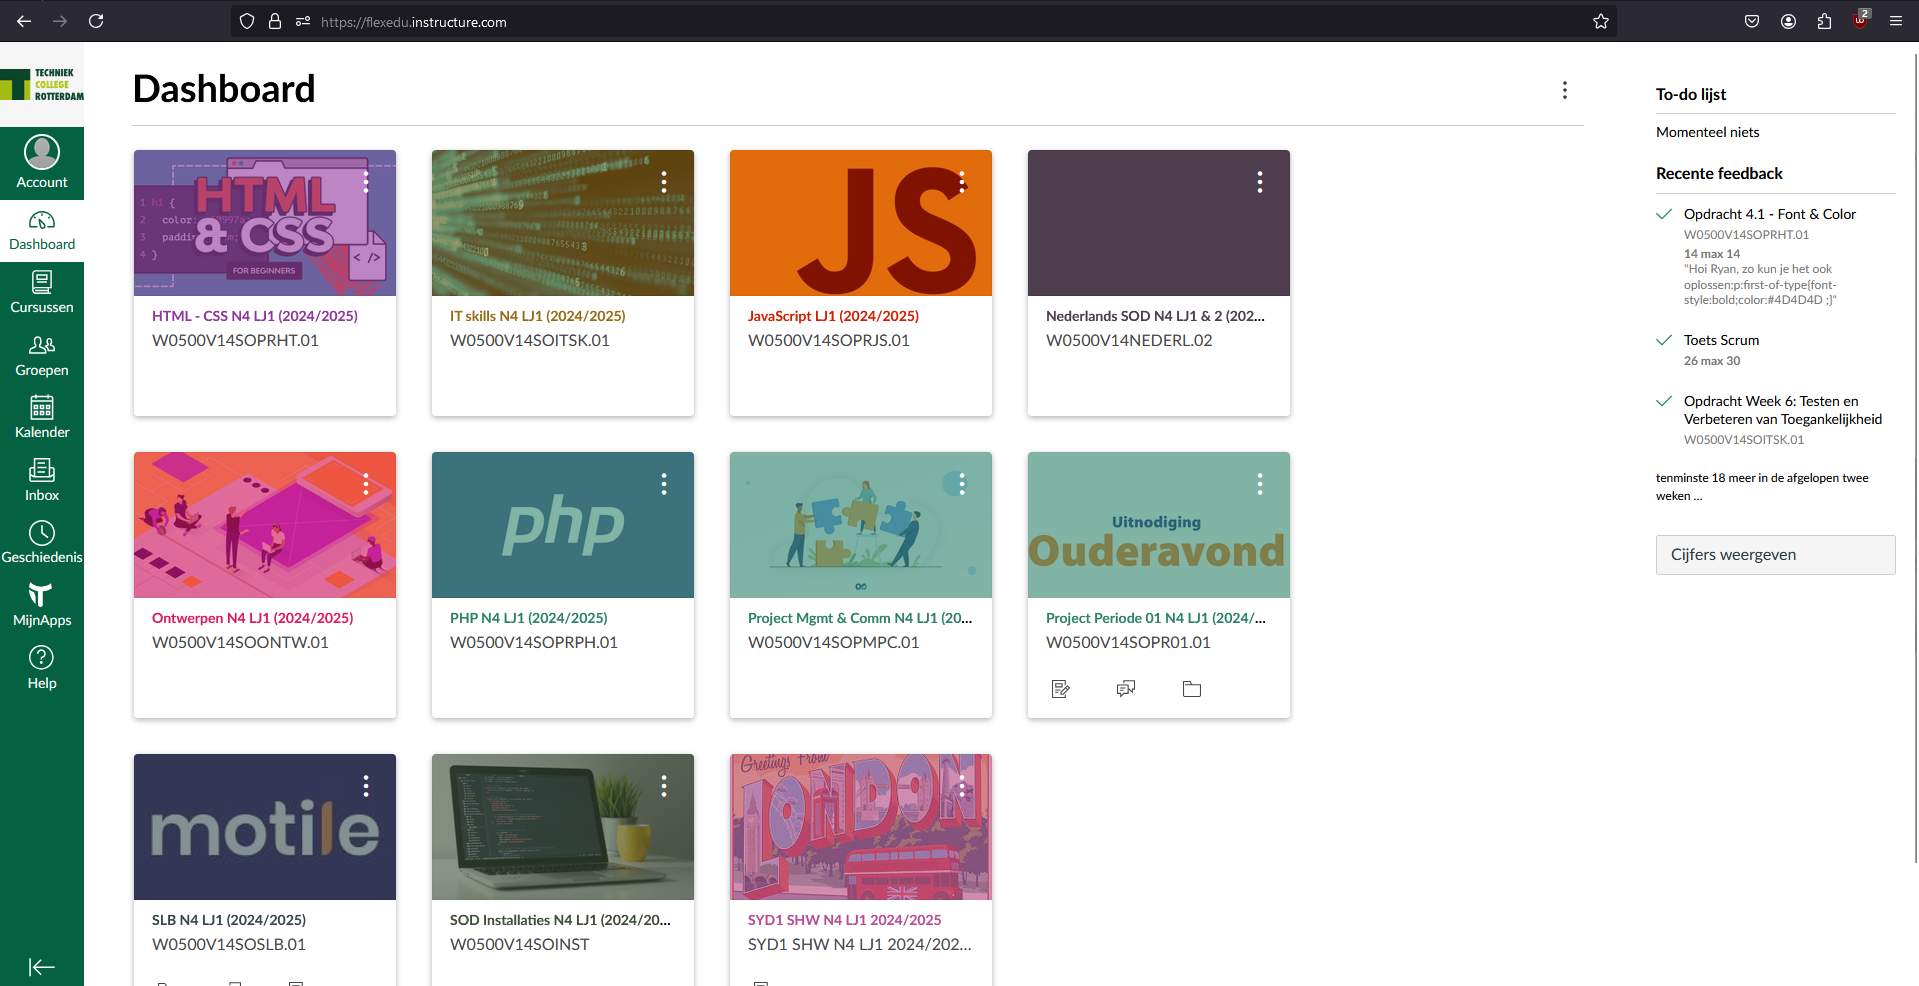 https://flexedu.instructure.com
2
TECHNIEK
COLLEGE
ROTTERDAM
Account
Dashboard
Cursussen
Groepen
Kalender
Inbox
Geschiedenis
MijnApps
Help
Dashboard
HTML
& CSS
FOR BEGINNERS
1 h1 {
2 color:
3 paddin
4 }
</>
HTML - CSS N4 LJ1 (2024/2025)
W0500V14SOPRHT.01
IT skills N4 LJ1 (2024/2025)
W0500V14SOITSK.01
JS
JavaScript LJ1 (2024/2025)
W0500V14SOPRJS.01
Nederlands SOD N4 LJ1 & 2 (202...
W0500V14NEDERL.02
Ontwerpen N4 LJ1 (2024/2025)
W0500V14SOONTW.01
php
PHP N4 LJ1 (2024/2025)
W0500V14SOPRPH.01
Project Mgmt & Comm N4 LJ1 (20...
W0500V14SOPMPC.01
Uitnodiging
Ouderavond
Project Periode 01 N4 LJ1 (2024/...
W0500V14SOPR01.01
motile
SLB N4 LJ1 (2024/2025)
W0500V14SOSLB.01
SOD Installaties N4 LJ1 (2024/20...
W0500V14SOINST
Greetings From
LONDON
SYD1 SHW N4 LJ1 2024/2025
SYD1 SHW N4 LJ1 2024/202...
To-do lijst
Momenteel niets
Recente feedback
Opdracht 4.1 - Font & Color
W0500V14SOPRHT.01
14 max 14
"Hoi Ryan, zo kun je het ook
oplossen:p:first-of-type{font-
style:bold;color:#4D4D4D ;}"
Toets Scrum
26 max 30
Opdracht Week 6: Testen en
Verbeteren van Toegankelijkheid
W0500V14SOITSK.01
tenminste 18 meer in de afgelopen twee
weken ...
Cijfers weergeven